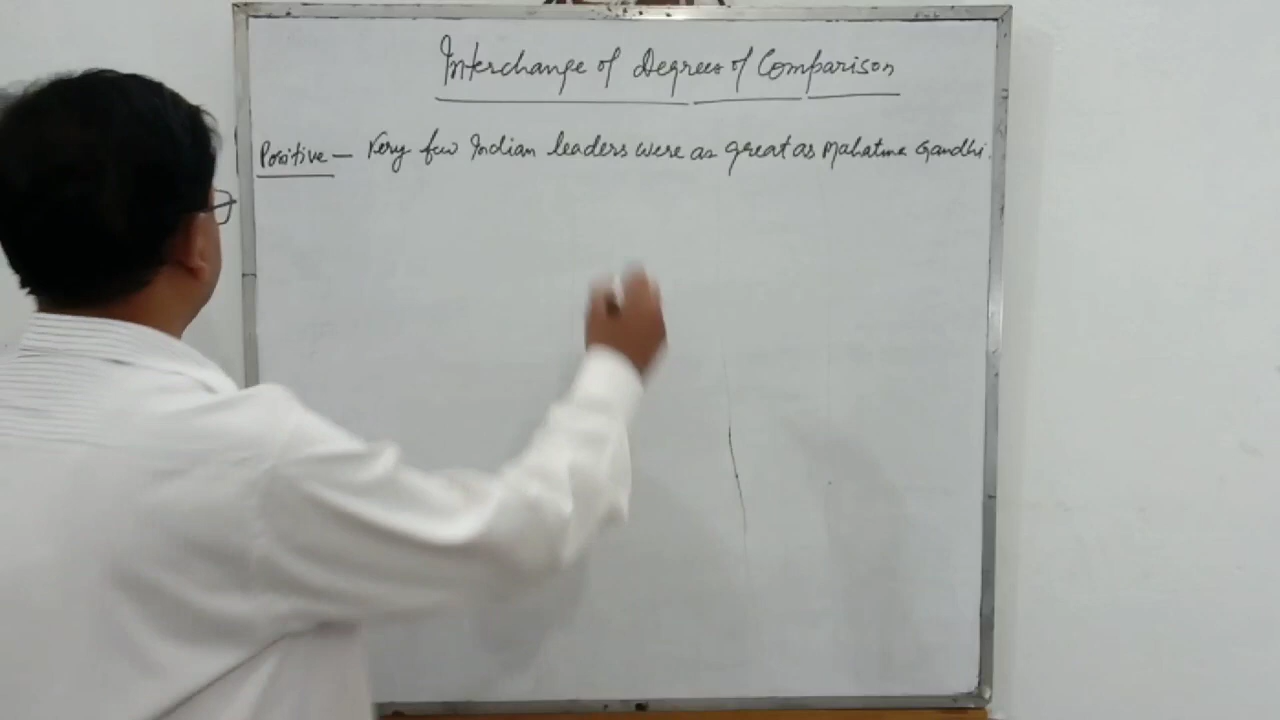 Interchange of Degrees of Comparison
Positive — Very few Indian leaders were as great as Mahatma Gandhi.